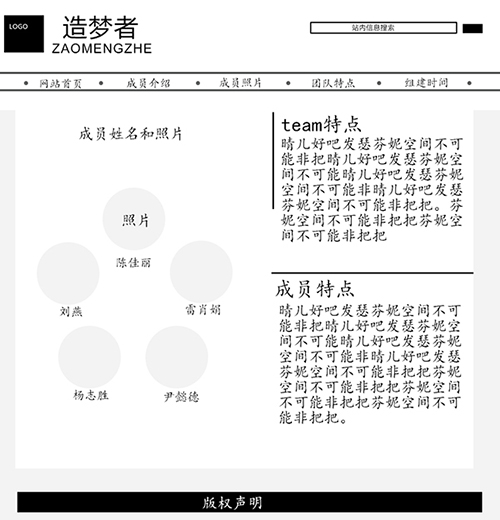 LOGO
造梦者
ZAOMENGZHE
站内信息搜索
网站首页
成员介绍
成员照片
团队特点
组建时间
成员姓名和照片
照片
陈佳丽
刘燕
雷肖娟
杨志胜
尹懿德
team特点
晴儿好吧发瑟芬妮空间不可
能非把晴儿好吧发瑟芬妮空
间不可能晴儿好吧发瑟芬妮
空间不可能非晴儿好吧发瑟
芬妮空间不可能非把把。芬
妮空间不可能非把把芬妮空
间不可能非把把
成员特点
晴儿好吧发瑟芬妮空间不可
能非把晴儿好吧发瑟芬妮空
间不可能晴儿好吧发瑟芬妮
空间不可能非晴儿好吧发瑟
芬妮空间不可能非把把芬妮
空间不可能非把把芬妮空间
不可能非把把芬妮空间不可
能非把把。
版权声明